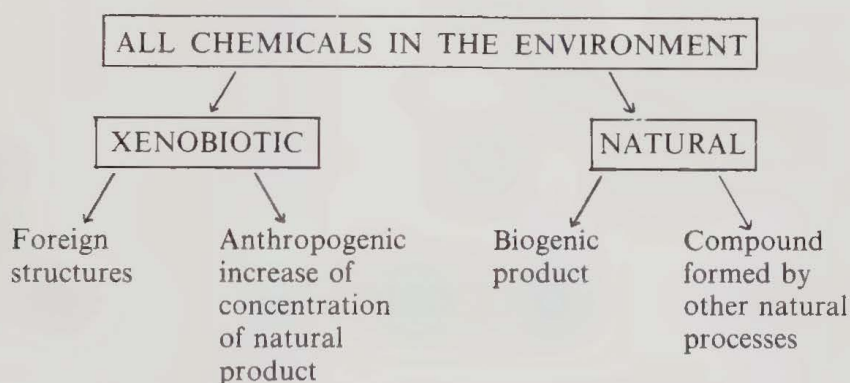 ALL CHEMICALS IN THE ENVIRONMENT
XENOBIOTIC
NATURAL
Foreign
structures
Anthropogenic
increase of
concentration
of natural
product
Biogenic
product
Compound
formed by
other natural
processes